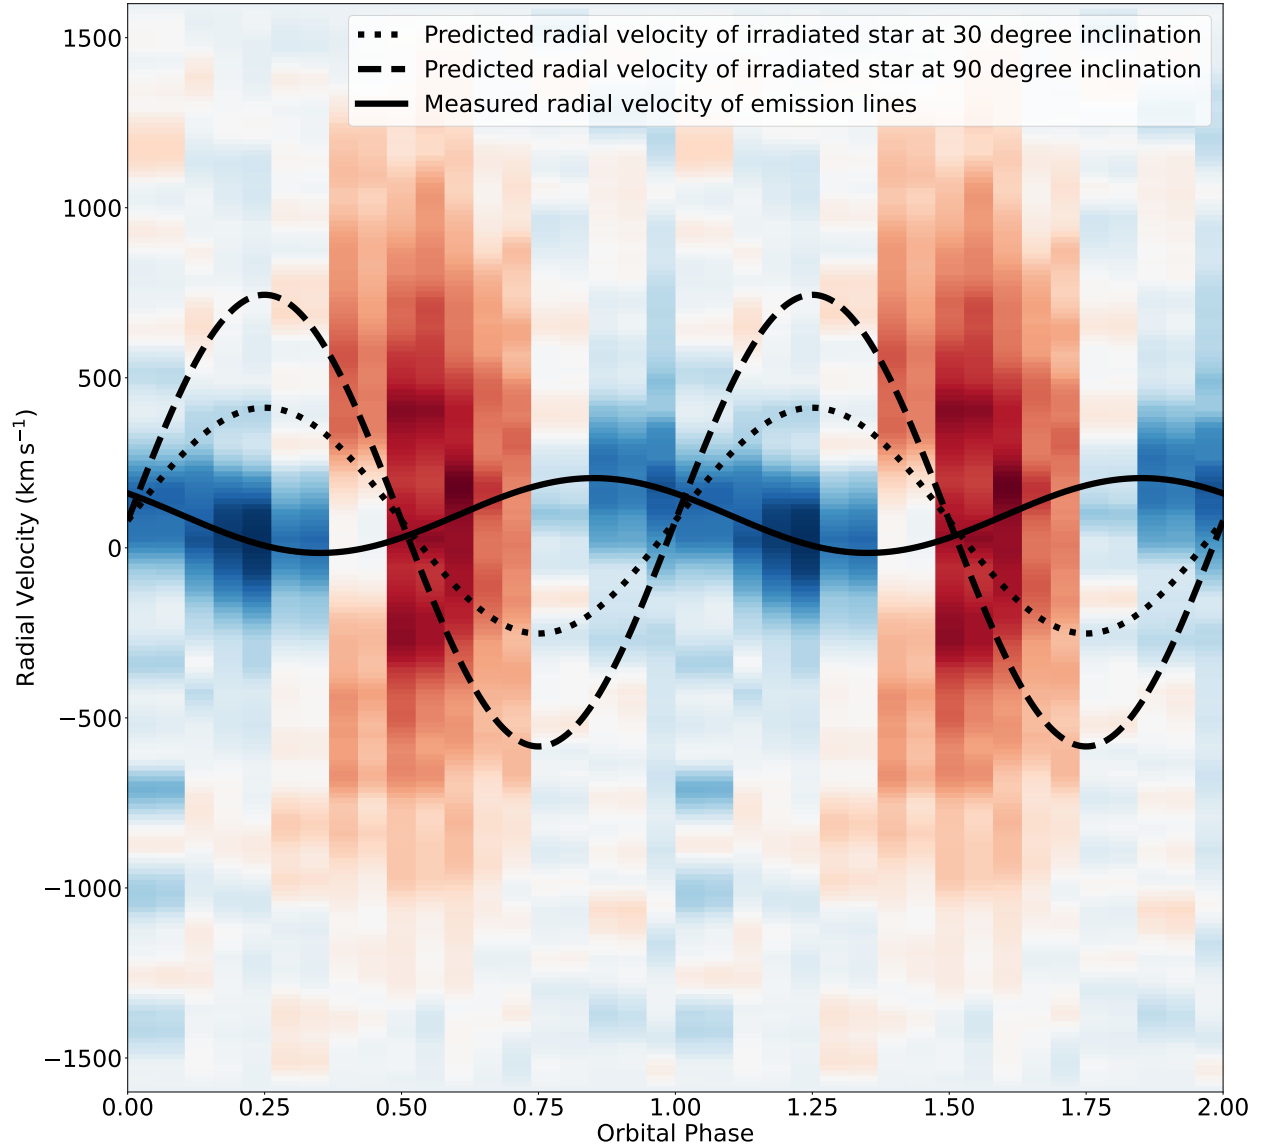 Predicted radial velocity of irradiated star at 30 degree inclination
Predicted radial velocity of irradiated star at 90 degree inclination
Measured radial velocity of emission lines
1500
1000
500
0
−500
−1000
−1500
Radial Velocity (km s⁻¹)
0.00 0.25 0.50 0.75 1.00 1.25 1.50 1.75 2.00
Orbital Phase